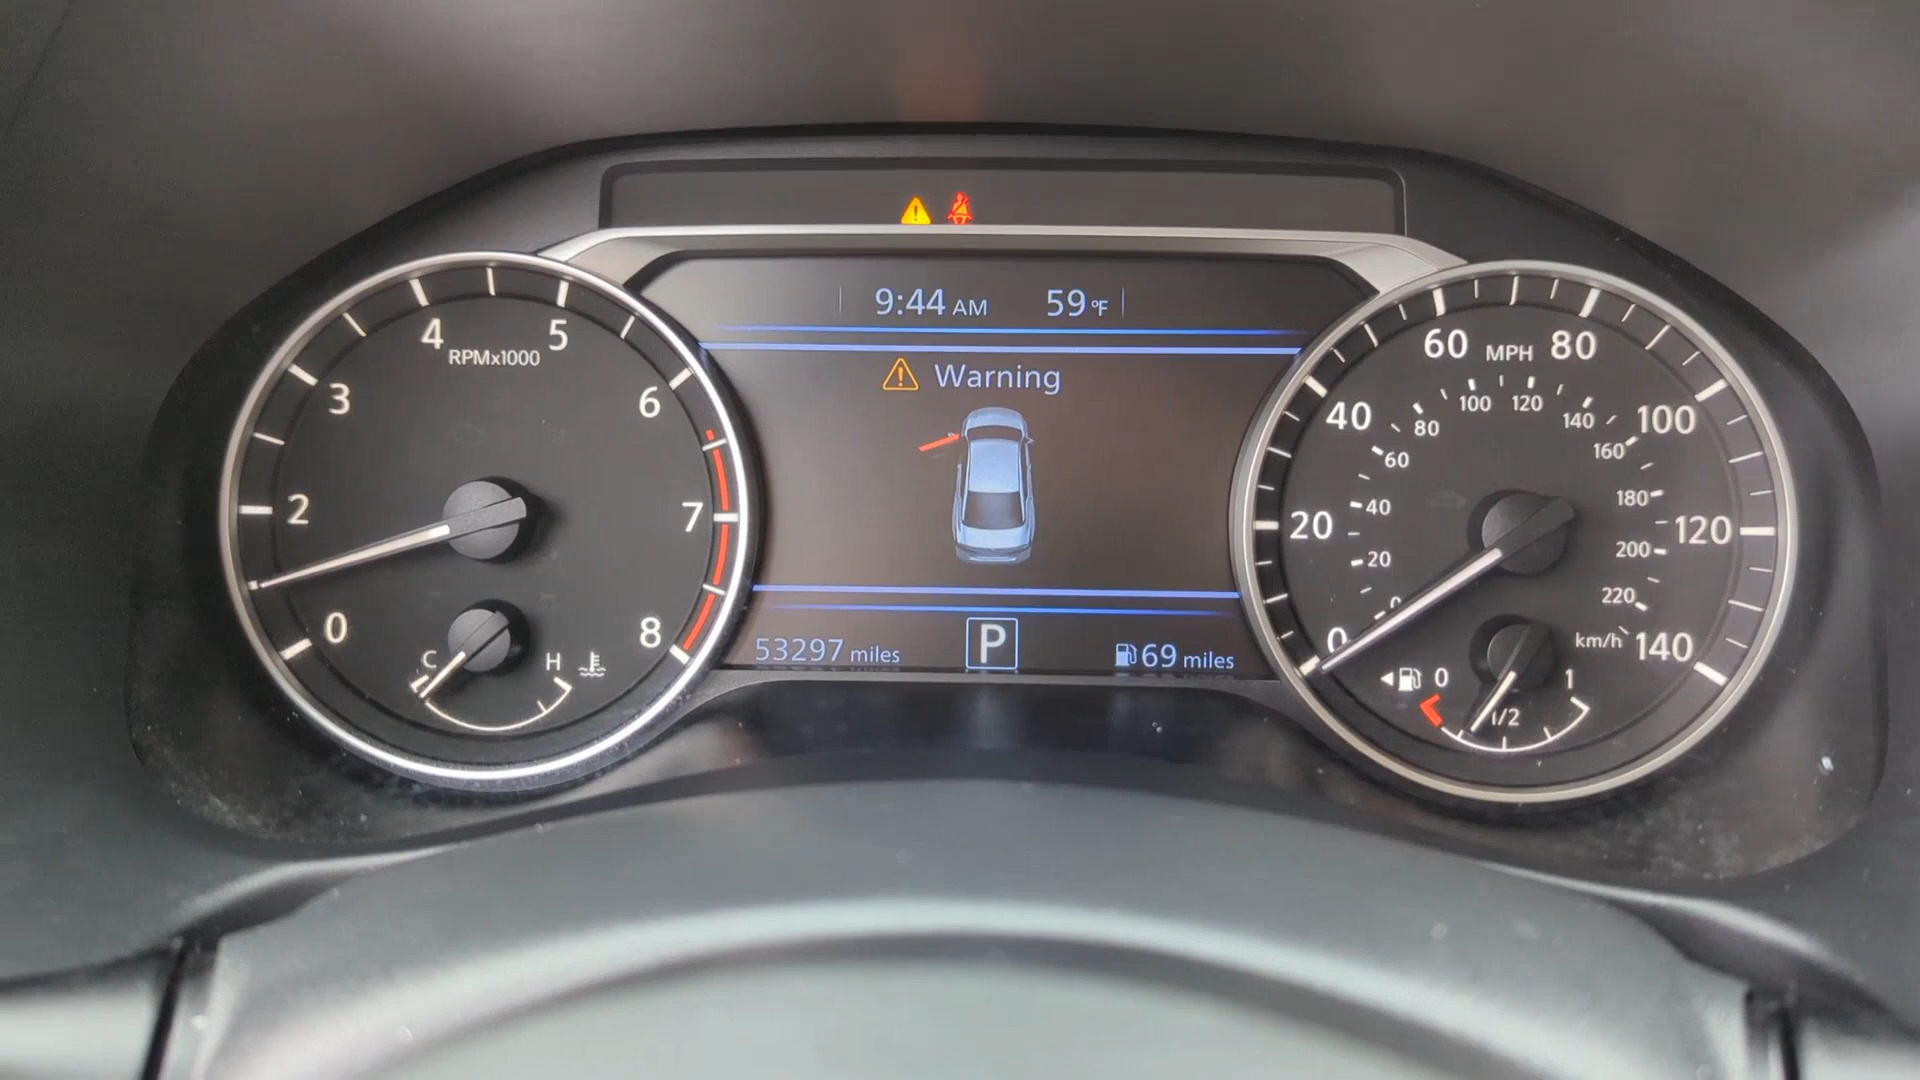 9:44 AM 59°F
Warning
53297 miles P 69 miles
RPMx1000
0 2 3 4 5 6 7 8
C H
MPH
0 20 40 60 80 100 120 140
km/h
0 20 40 60 80 100 120 140 160 180 200 220
0 1/2 1